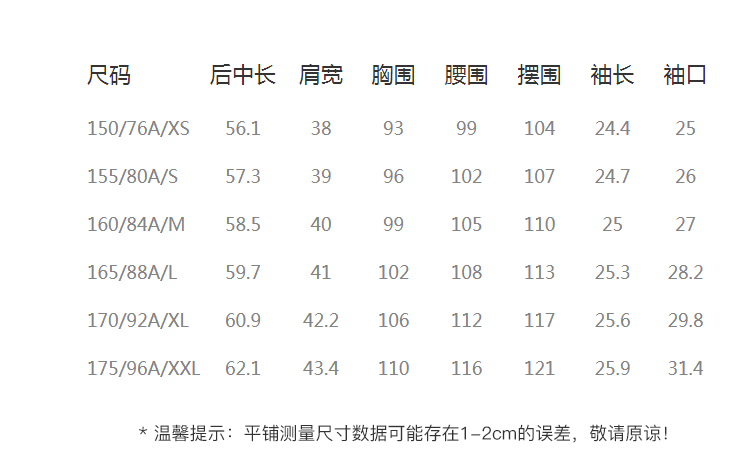 尺码 后中长 肩宽 胸围 腰围 摆围 袖长 袖口
150/76A/XS 56.1 38 93 99 104 24.4 25
155/80A/S 57.3 39 96 102 107 24.7 26
160/84A/M 58.5 40 99 105 110 25 27
165/88A/L 59.7 41 102 108 113 25.3 28.2
170/92A/XL 60.9 42.2 106 112 117 25.6 29.8
175/96A/XXL 62.1 43.4 110 116 121 25.9 31.4
* 温馨提示：平铺测量尺寸数据可能存在1-2cm的误差，敬请原谅！